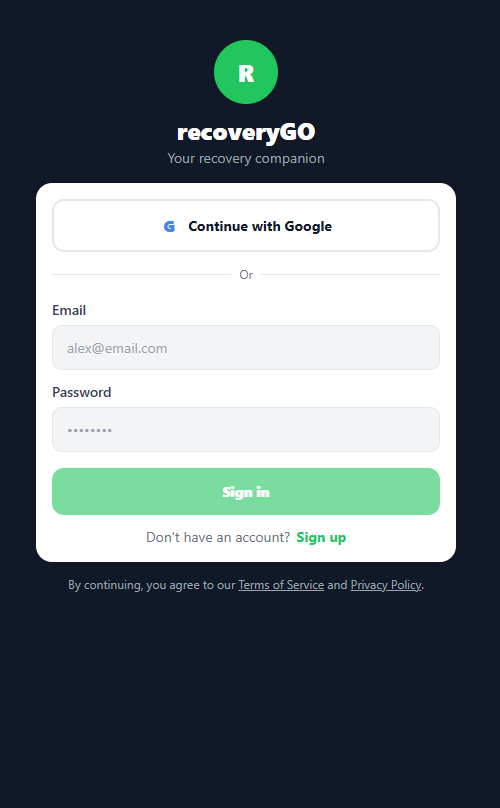 R
recoveryGO
Your recovery companion
G Continue with Google
Or
Email
alex@email.com
Password
••••••••
Sign in
Don't have an account? Sign up
By continuing, you agree to our Terms of Service and Privacy Policy.